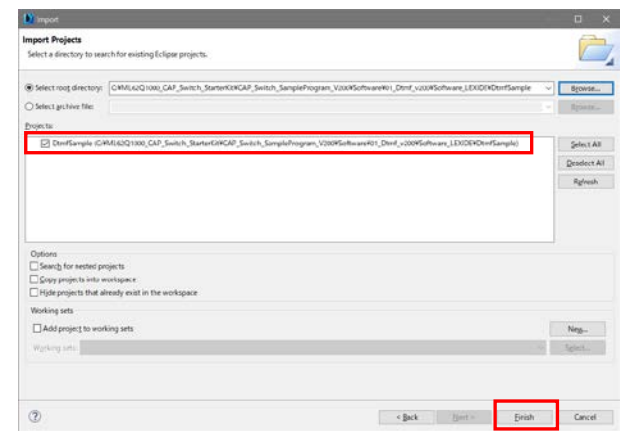 Import
Import Projects
Select a directory to search for existing Eclipse projects.
Select root directory: C:¥ML62Q1000_CAP_Switch_StarterKit¥CAP_Switch_SampleProgram_V200¥Software¥01_Dtmf_v200¥Software_LEXIDE¥DtmfSample Browse...
Select archive file: Browse...
Projects:
DtmfSample (C:¥ML62Q1000_CAP_Switch_StarterKit¥CAP_Switch_SampleProgram_V200¥Software¥01_Dtmf_v200¥Software_LEXIDE¥DtmfSample) Select All
Deselect All
Refresh
Options
Search for nested projects
Copy projects into workspace
Hide projects that already exist in the workspace
Working sets
Add project to working sets New...
Working sets: Select...
? < Back Next > Finish Cancel